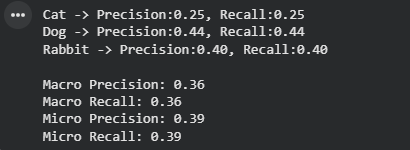 Cat -> Precision:0.25, Recall:0.25
Dog -> Precision:0.44, Recall:0.44
Rabbit -> Precision:0.40, Recall:0.40
Macro Precision: 0.36
Macro Recall: 0.36
Micro Precision: 0.39
Micro Recall: 0.39